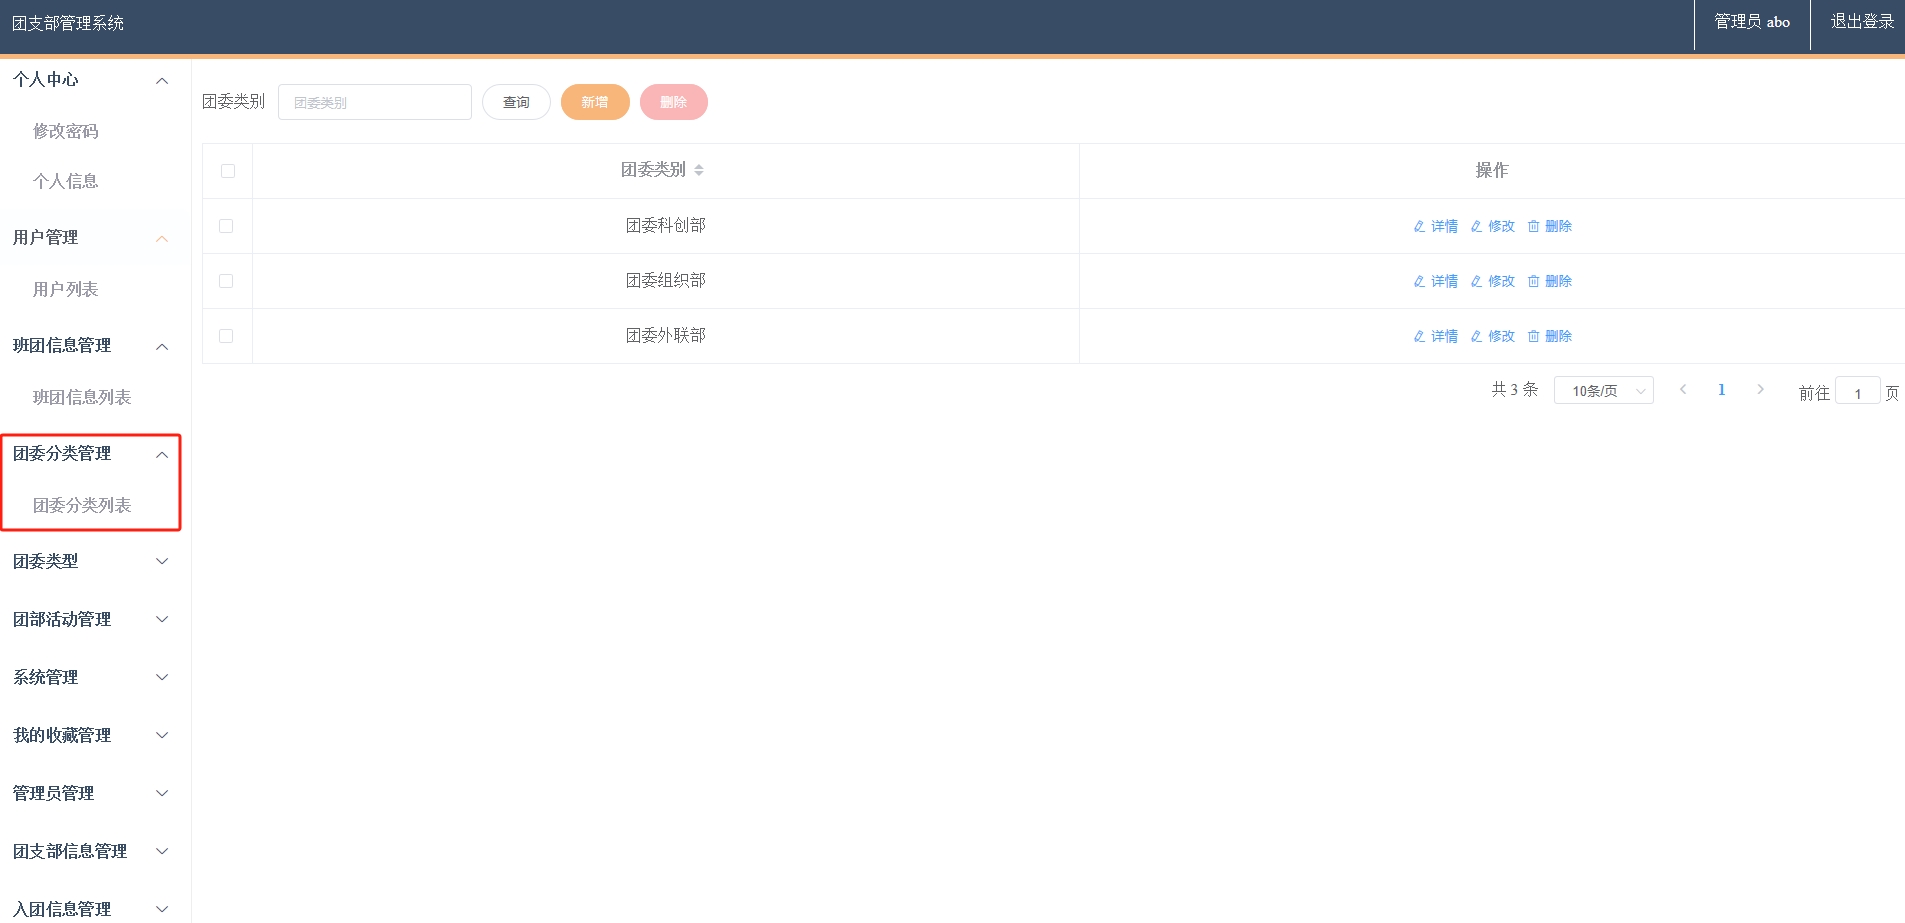 团支部管理系统
管理员 abo
退出登录
个人中心
修改密码
个人信息
用户管理
用户列表
班团信息管理
班团信息列表
团委分类管理
团委分类列表
团委类型
团部活动管理
系统管理
我的收藏管理
管理员管理
团支部信息管理
入团信息管理
团委类别 团委类别 查询 新增 删除
团委类别 操作
团委科创部 详情 修改 删除
团委组织部 详情 修改 删除
团委外联部 详情 修改 删除
共 3 条 10条/页 1 前往 1 页